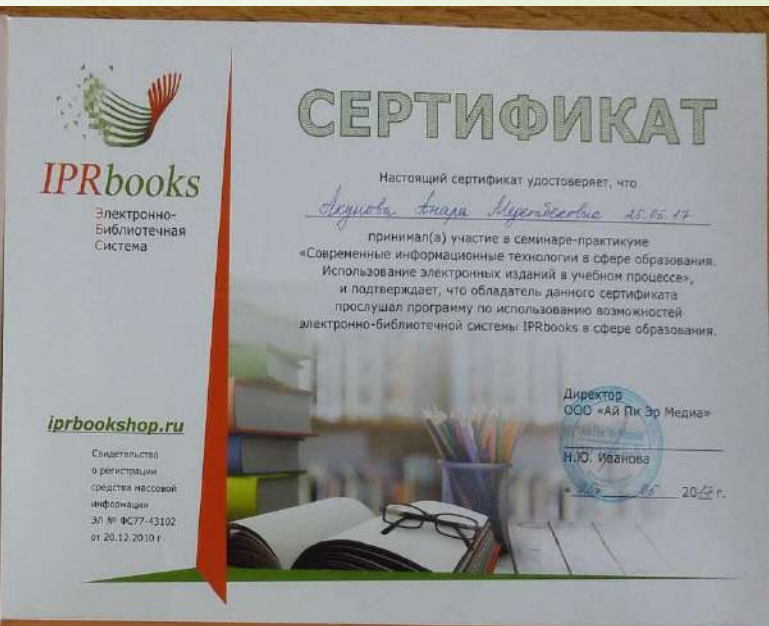 IPRbooks
Электронно-
Библиотечная
Система
СЕРТИФИКАТ
Настоящий сертификат удостоверяет, что
Акунова Анара 25.05.17
принимал(а) участие в семинаре-практикуме
«Современные информационные технологии в сфере образования.
Использование электронных изданий в учебном процессе»,
и подтверждает, что обладатель данного сертификата
прослушал программу по использованию возможностей
электронно-библиотечной системы IPRbooks в сфере образования.
iprbookshop.ru
Свидетельство
о регистрации
средства массовой
информации
ЭЛ № ФС77-43102
от 20.12.2010 г.
Директор
ООО «Ай Пи Эр Медиа»
Н.Ю. Иванова
05 2017 г.